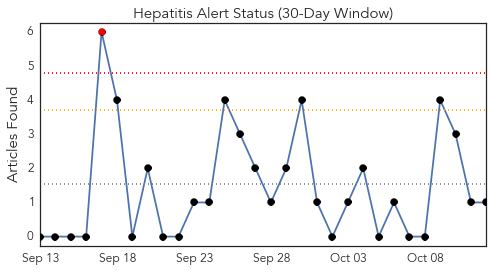 Hepatitis Alert Status (30-Day Window)
Articles Found
6
5
4
3
2
1
0
Sep 13 Sep 18 Sep 23 Sep 28 Oct 03 Oct 08